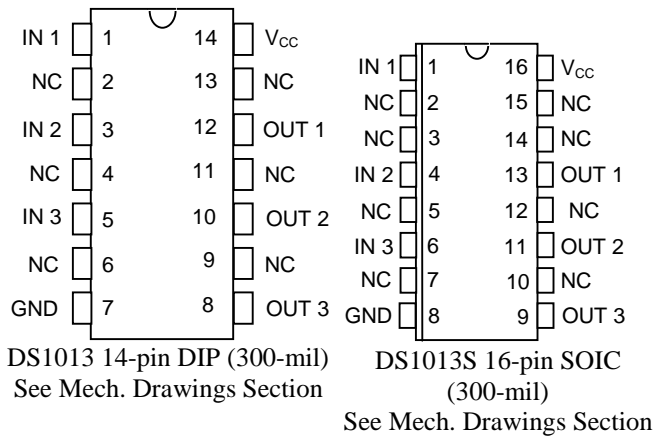 IN 1 1 14 VCC
NC 2 13 NC
IN 2 3 12 OUT 1
NC 4 11 NC
IN 3 5 10 OUT 2
NC 6 9 NC
GND 7 8 OUT 3
DS1013 14-pin DIP (300-mil)
See Mech. Drawings Section
IN 1 1 16 VCC
NC 2 15 NC
NC 3 14 NC
IN 2 4 13 OUT 1
NC 5 12 NC
IN 3 6 11 OUT 2
NC 7 10 NC
GND 8 9 OUT 3
DS1013S 16-pin SOIC
(300-mil)
See Mech. Drawings Section